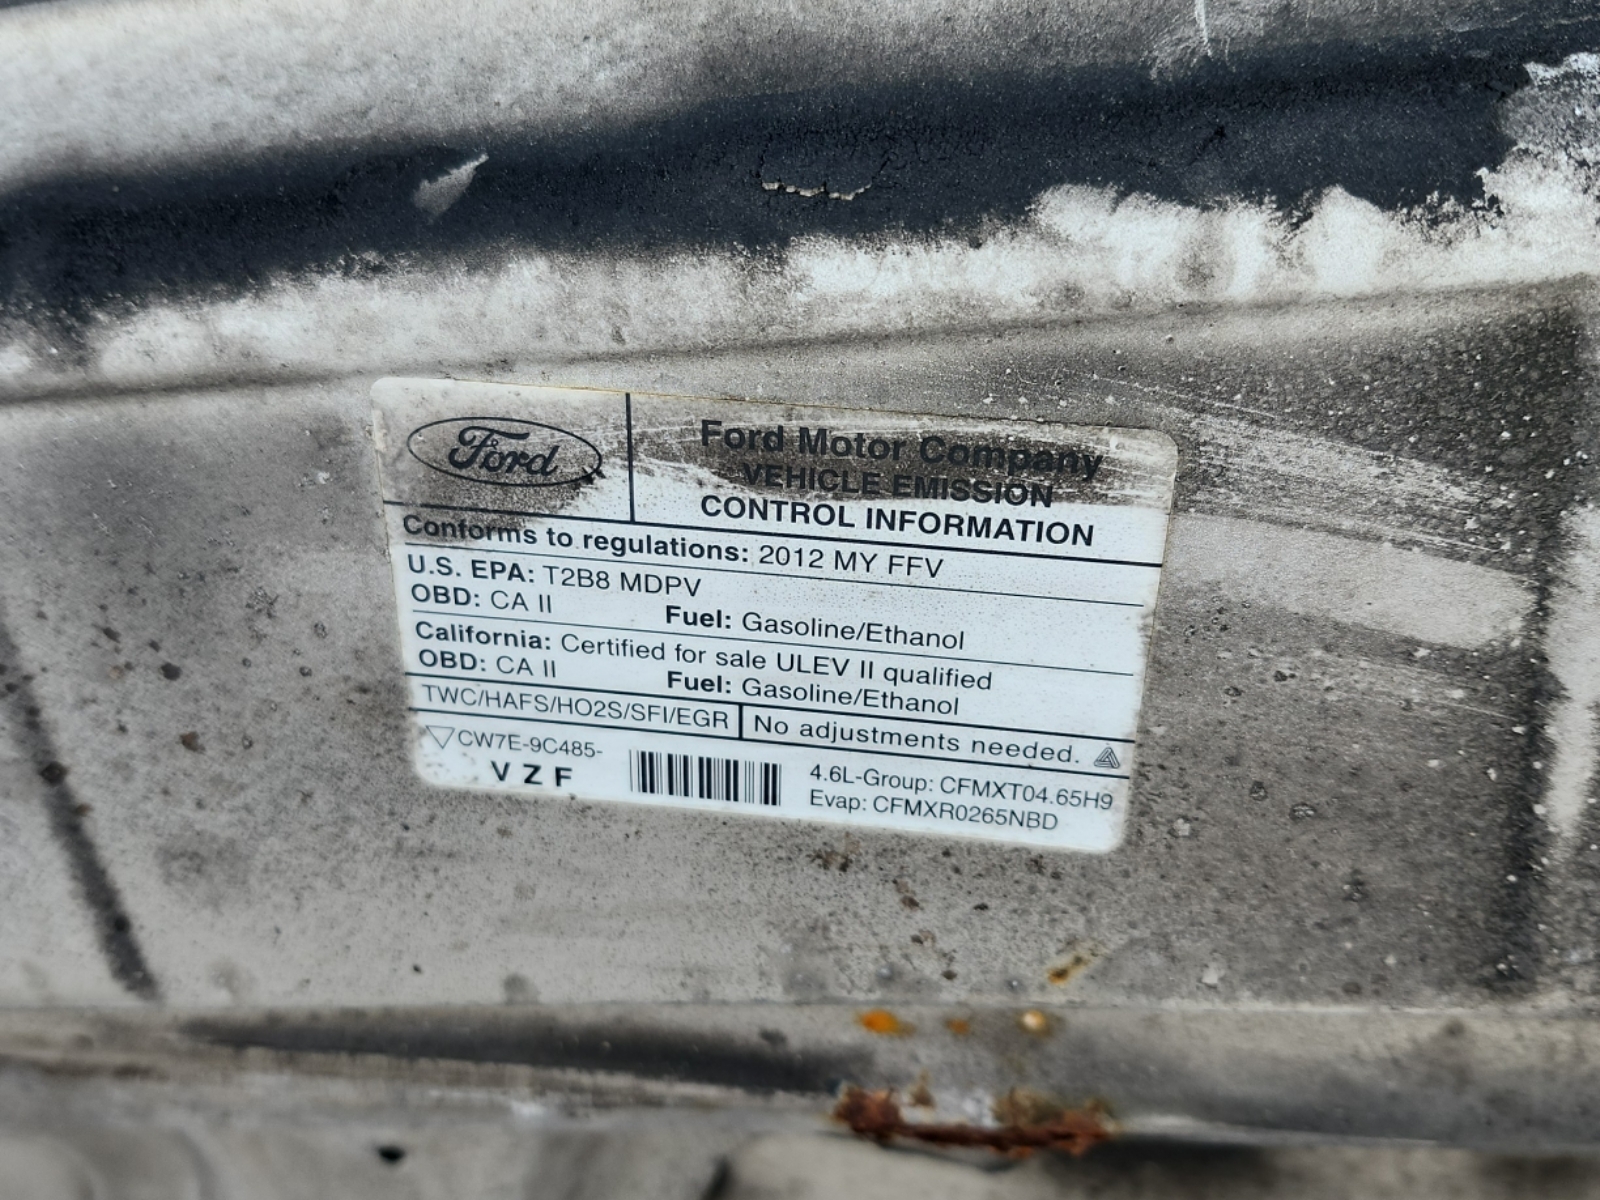 Ford
Ford Motor Company
VEHICLE EMISSION
CONTROL INFORMATION
Conforms to regulations: 2012 MY FFV
U.S. EPA: T2B8 MDPV
OBD: CA II Fuel: Gasoline/Ethanol
California: Certified for sale ULEV II qualified
OBD: CA II Fuel: Gasoline/Ethanol
TWC/HAFS/HO2S/SFI/EGR No adjustments needed.
CW7E-9C485-
VZF
4.6L-Group: CFMXT04.65H9
Evap: CFMXR0265NBD